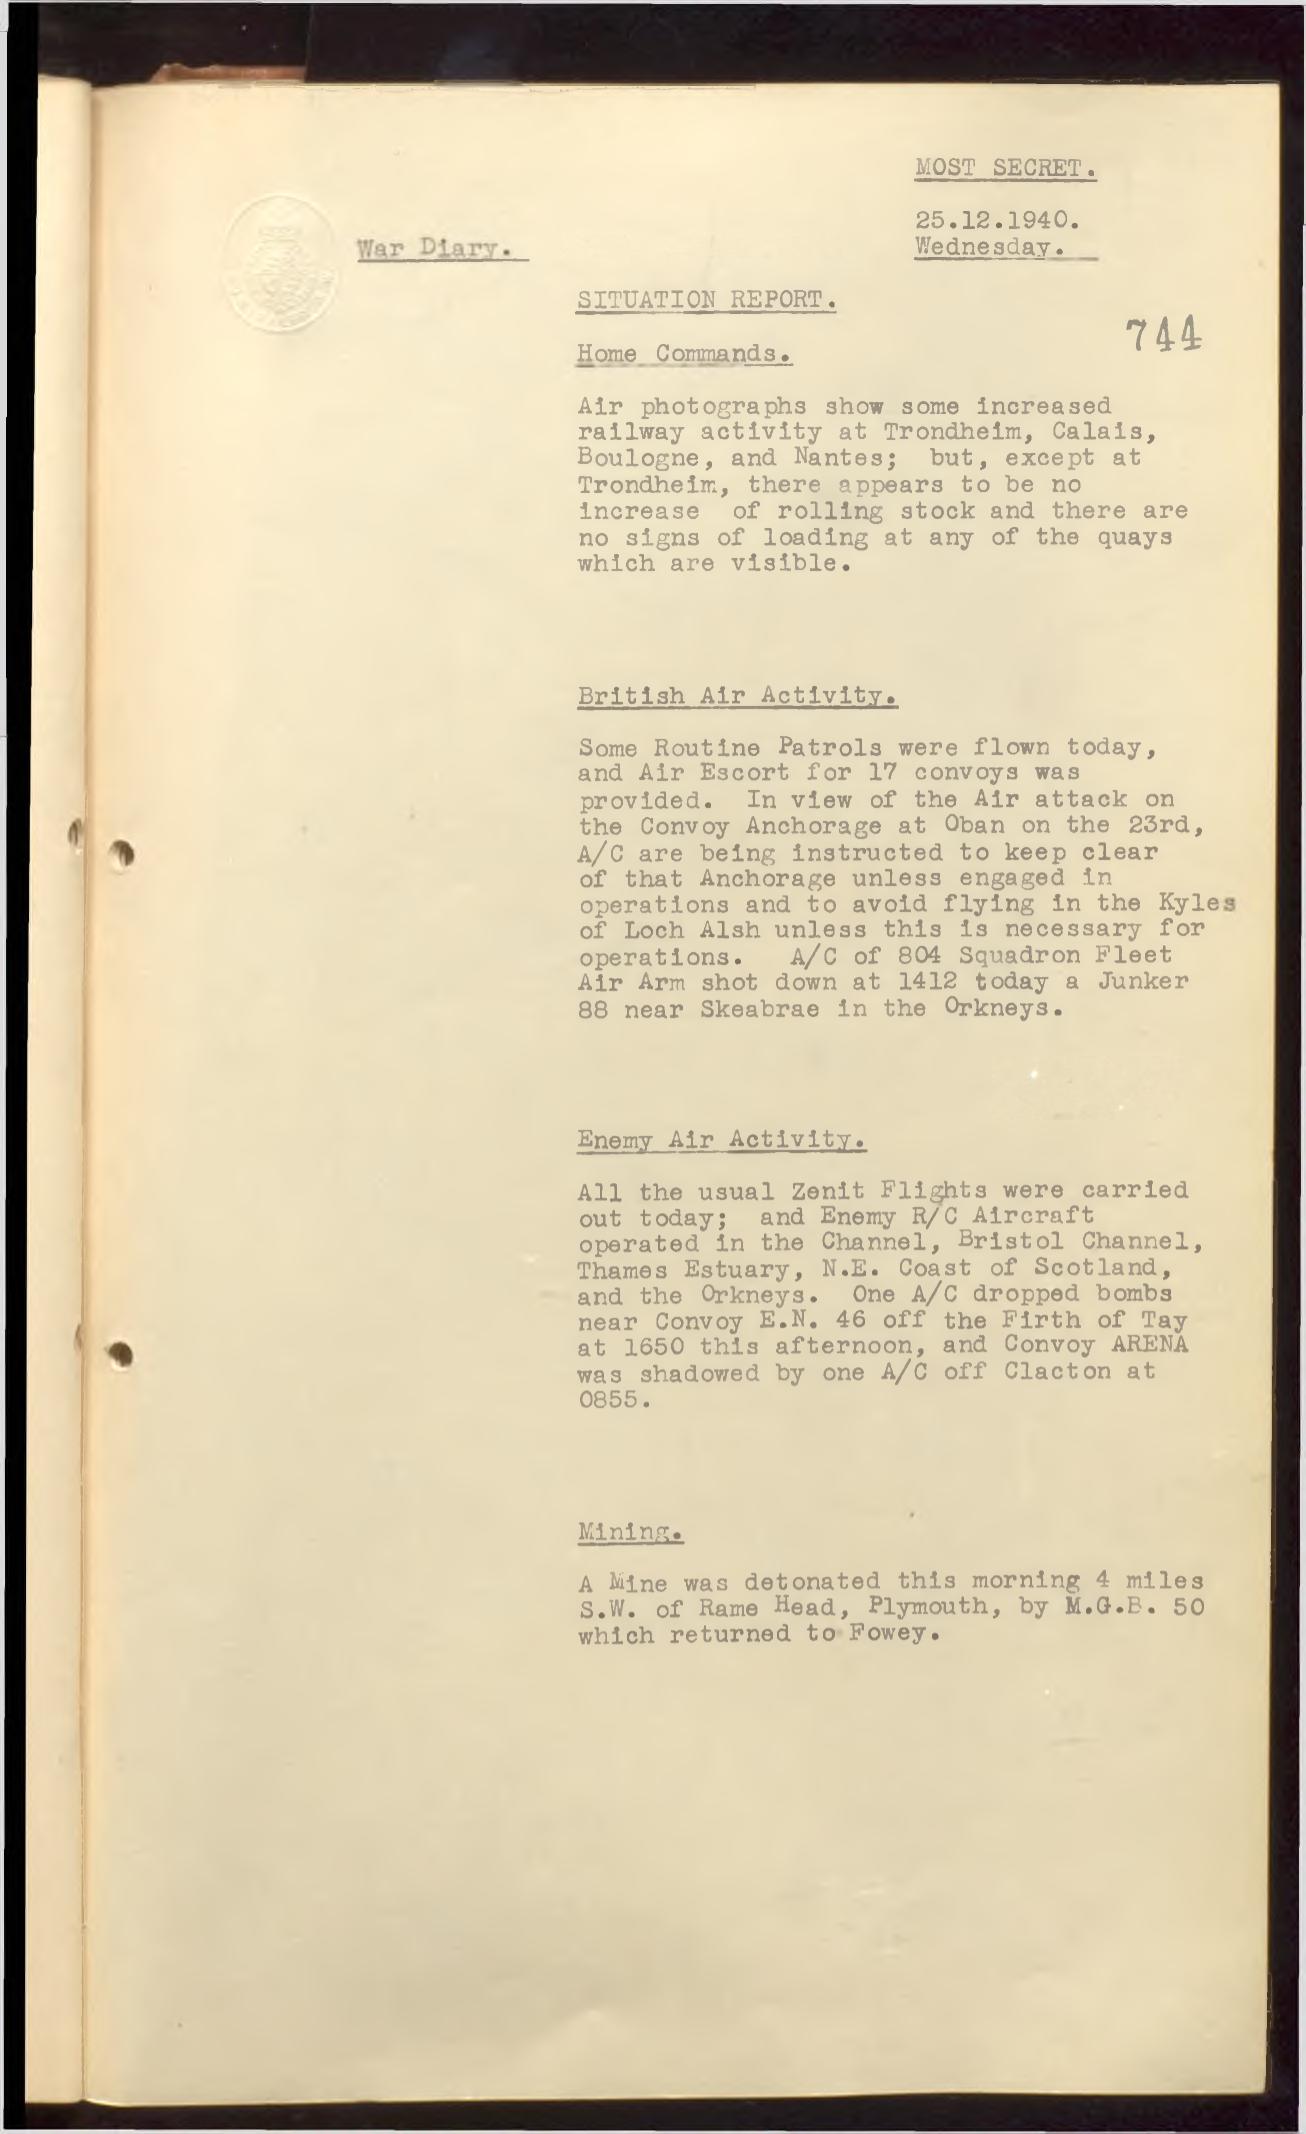 MOST SECRET.
25.12.1940.
Wednesday.
War Diary.
SITUATION REPORT.
744
Home Commands.
Air photographs show some increased
railway activity at Trondheim, Calais,
Boulogne, and Nantes;  but, except at
Trondheim, there appears to be no
increase  of rolling stock and there are
no signs of loading at any of the quays
which are visible.
British Air Activity.
Some Routine Patrols were flown today,
and Air Escort for 17 convoys was
provided.  In view of the Air attack on
the Convoy Anchorage at Oban on the 23rd,
A/C are being instructed to keep clear
of that Anchorage unless engaged in
operations and to avoid flying in the Kyles
of Loch Alsh unless this is necessary for
operations.   A/C of 804 Squadron Fleet
Air Arm shot down at 1412 today a Junker
88 near Skeabrae in the Orkneys.
Enemy Air Activity.
All the usual Zenit Flights were carried
out today;  and Enemy R/C Aircraft
operated in the Channel, Bristol Channel,
Thames Estuary, N.E. Coast of Scotland,
and the Orkneys.  One A/C dropped bombs
near Convoy E.N. 46 off the Firth of Tay
at 1650 this afternoon, and Convoy ARENA
was shadowed by one A/C off Clacton at
0855.
Mining.
A Mine was detonated this morning 4 miles
S.W. of Rame Head, Plymouth, by M.G.B. 50
which returned to Fowey.